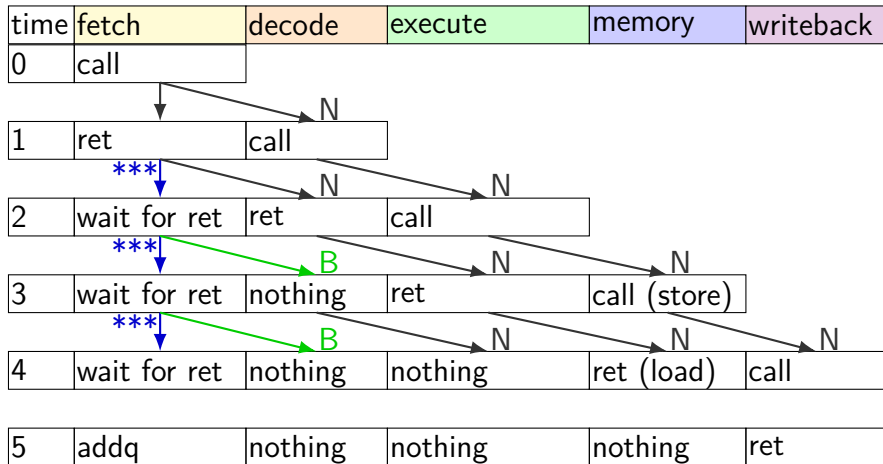 time fetch decode execute memory writeback
0 call
N
1 ret call
*** N N
2 wait for ret ret call
*** B N N
3 wait for ret nothing ret call (store)
*** B N N N
4 wait for ret nothing nothing ret (load) call
5 addq nothing nothing nothing ret